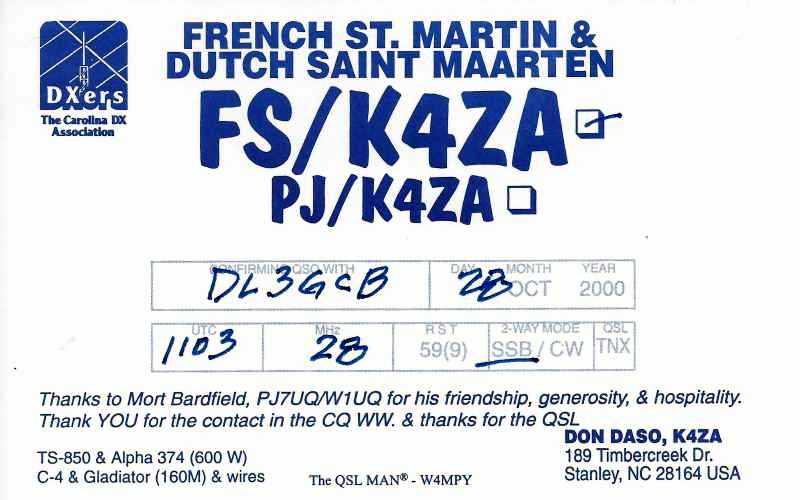 FRENCH ST. MARTIN &
DUTCH SAINT MAARTEN
DXers
The Carolina DX
Association
FS/K4ZA
PJ/K4ZA
CONFIRMING QSO WITH DAY MONTH YEAR
DL3GCB 28 OCT 2000
UTC MHz RST 2-WAY MODE QSL
1103 28 59(9) SSB / CW TNX
Thanks to Mort Bardfield, PJ7UQ/W1UQ for his friendship, generosity, & hospitality.
Thank YOU for the contact in the CQ WW. & thanks for the QSL
DON DASO, K4ZA
TS-850 & Alpha 374 (600 W) 189 Timbercreek Dr.
C-4 & Gladiator (160M) & wires The QSL MAN® - W4MPY Stanley, NC 28164 USA